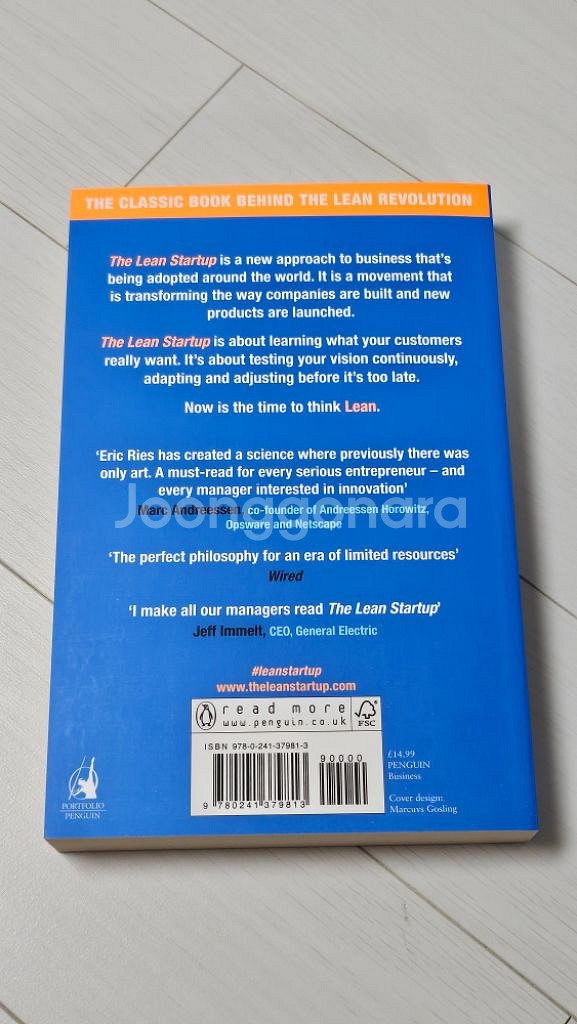 THE CLASSIC BOOK BEHIND THE LEAN REVOLUTION
The Lean Startup is a new approach to business that's
being adopted around the world. It is a movement that
is transforming the way companies are built and new
products are launched.
The Lean Startup is about learning what your customers
really want. It's about testing your vision continuously,
adapting and adjusting before it's too late.
Now is the time to think Lean.
'Eric Ries has created a science where previously there was
only art. A must-read for every serious entrepreneur – and
every manager interested in innovation'
Marc Andreessen, co-founder of Andreessen Horowitz,
Opsware and Netscape
Joonggonara
'The perfect philosophy for an era of limited resources'
Wired
'I make all our managers read The Lean Startup'
Jeff Immelt, CEO, General Electric
#leanstartup
www.theleanstartup.com
read more
www.penguin.co.uk
FSC
ISBN 978-0-241-37981-3
90000
9 780241 379813
£14.99
PENGUIN
Business
Cover design:
Marcuvs Gosling
PORTFOLIO
PENGUIN